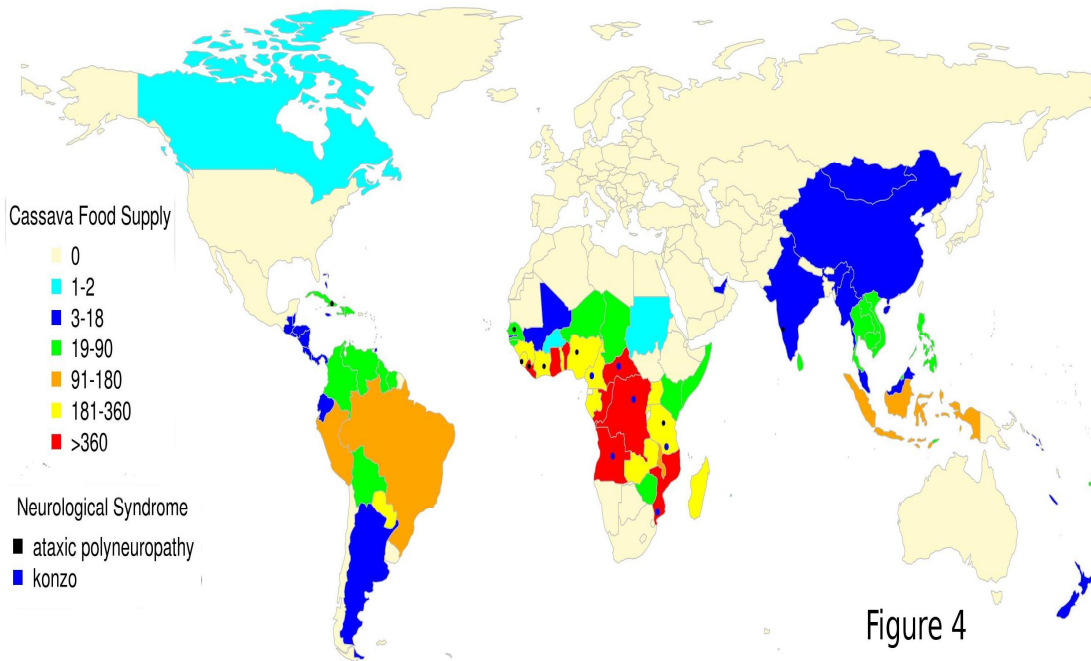 Cassava Food Supply
0
1-2
3-18
19-90
91-180
181-360
>360
Neurological Syndrome
ataxic polyneuropathy
konzo
Figure 4